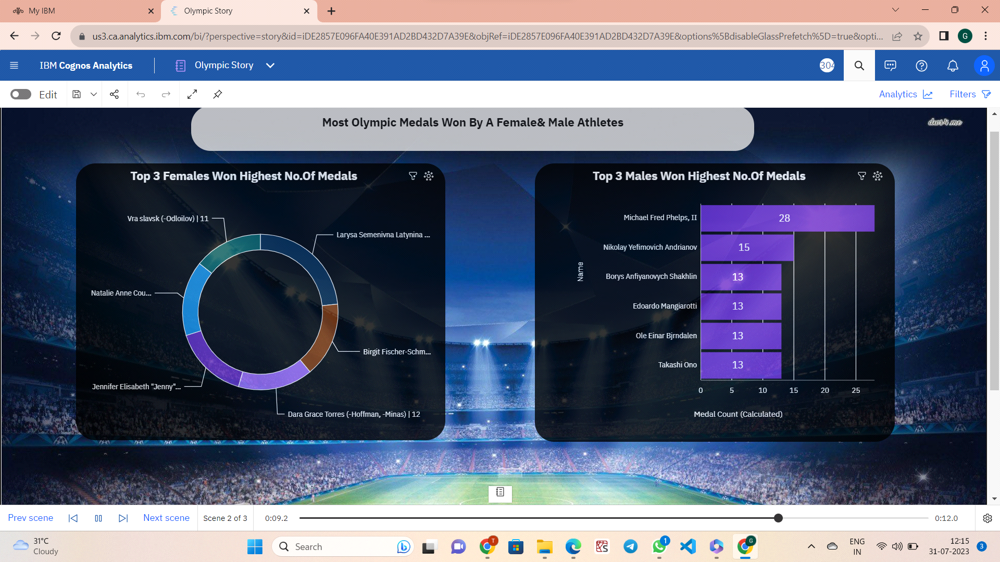 My IBM
Olympic Story
us3.ca.analytics.ibm.com/bi/?perspective=story&id=iDE2857E096FA40E391AD2BD432D7A39E&objRef=iDE2857E096FA40E391AD2BD432D7A39E&options%5BdisableGlassPrefetch%5D=true&opti...
G
IBM Cognos Analytics
Olympic Story
304
Edit
Analytics
Filters
Most Olympic Medals Won By A Female& Male Athletes
Top 3 Females Won Highest No.Of Medals
Vra slavsk (-Odloilov) | 11
Larysa Semenivna Latynina ...
Natalie Anne Cou...
Birgit Fischer-Schm...
Jennifer Elisabeth "Jenny"...
Dara Grace Torres (-Hoffman, -Minas) | 12
Top 3 Males Won Highest No.Of Medals
Name
Michael Fred Phelps, II 28
Nikolay Yefimovich Andrianov 15
Borys Anfiyanovych Shakhlin 13
Edoardo Mangiarotti 13
Ole Einar Bjrndalen 13
Takashi Ono 13
0 5 10 15 20 25
Medal Count (Calculated)
Prev scene
Next scene
Scene 2 of 3
0:09.2
0:12.0
31°C
Cloudy
Search
T
1
G
ENG
IN
12:15
31-07-2023
3